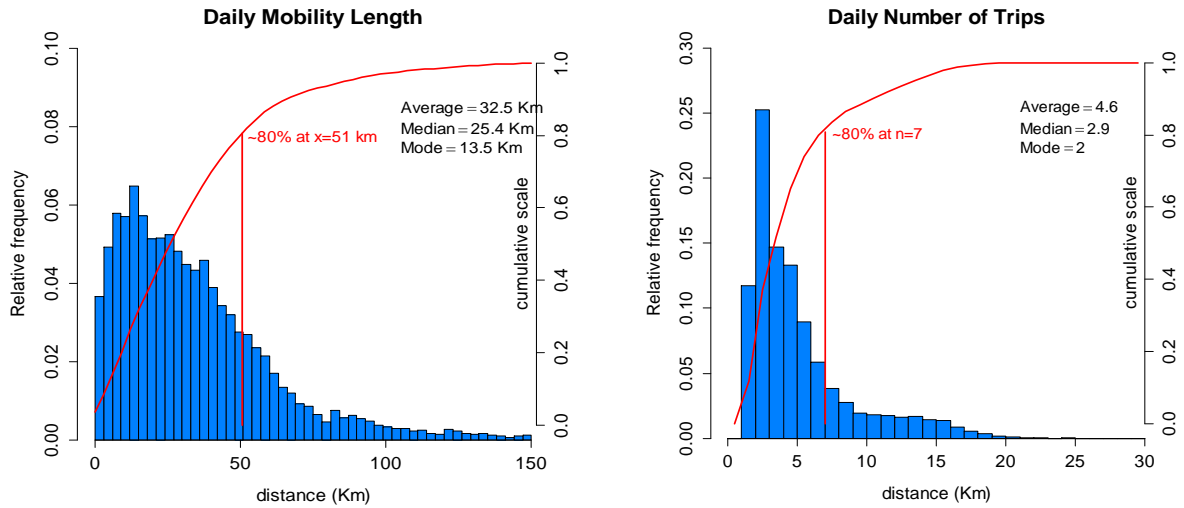 Daily Mobility Length
0.10
0.08
0.06
0.04
0.02
0.00
Relative frequency
0
50
100
150
distance (Km)
1.0
0.8
0.6
0.4
0.2
0.0
cumulative scale
~80% at x=51 km
Average = 32.5 Km
Median = 25.4 Km
Mode = 13.5 Km
Daily Number of Trips
0.30
0.25
0.20
0.15
0.10
0.05
0.00
Relative frequency
0
5
10
15
20
25
30
distance (Km)
1.0
0.8
0.6
0.4
0.2
0.0
cumulative scale
~80% at n=7
Average = 4.6
Median = 2.9
Mode = 2